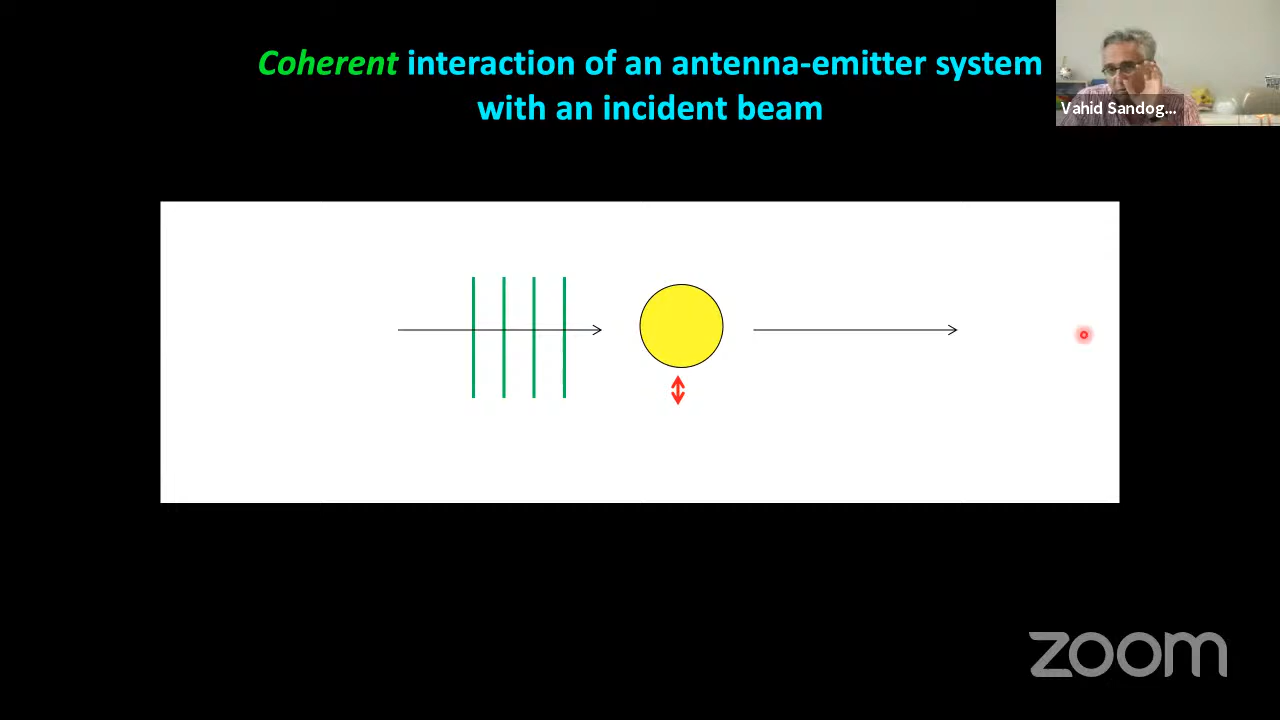 Coherent interaction of an antenna-emitter system
with an incident beam
Vahid Sandog...
zoom